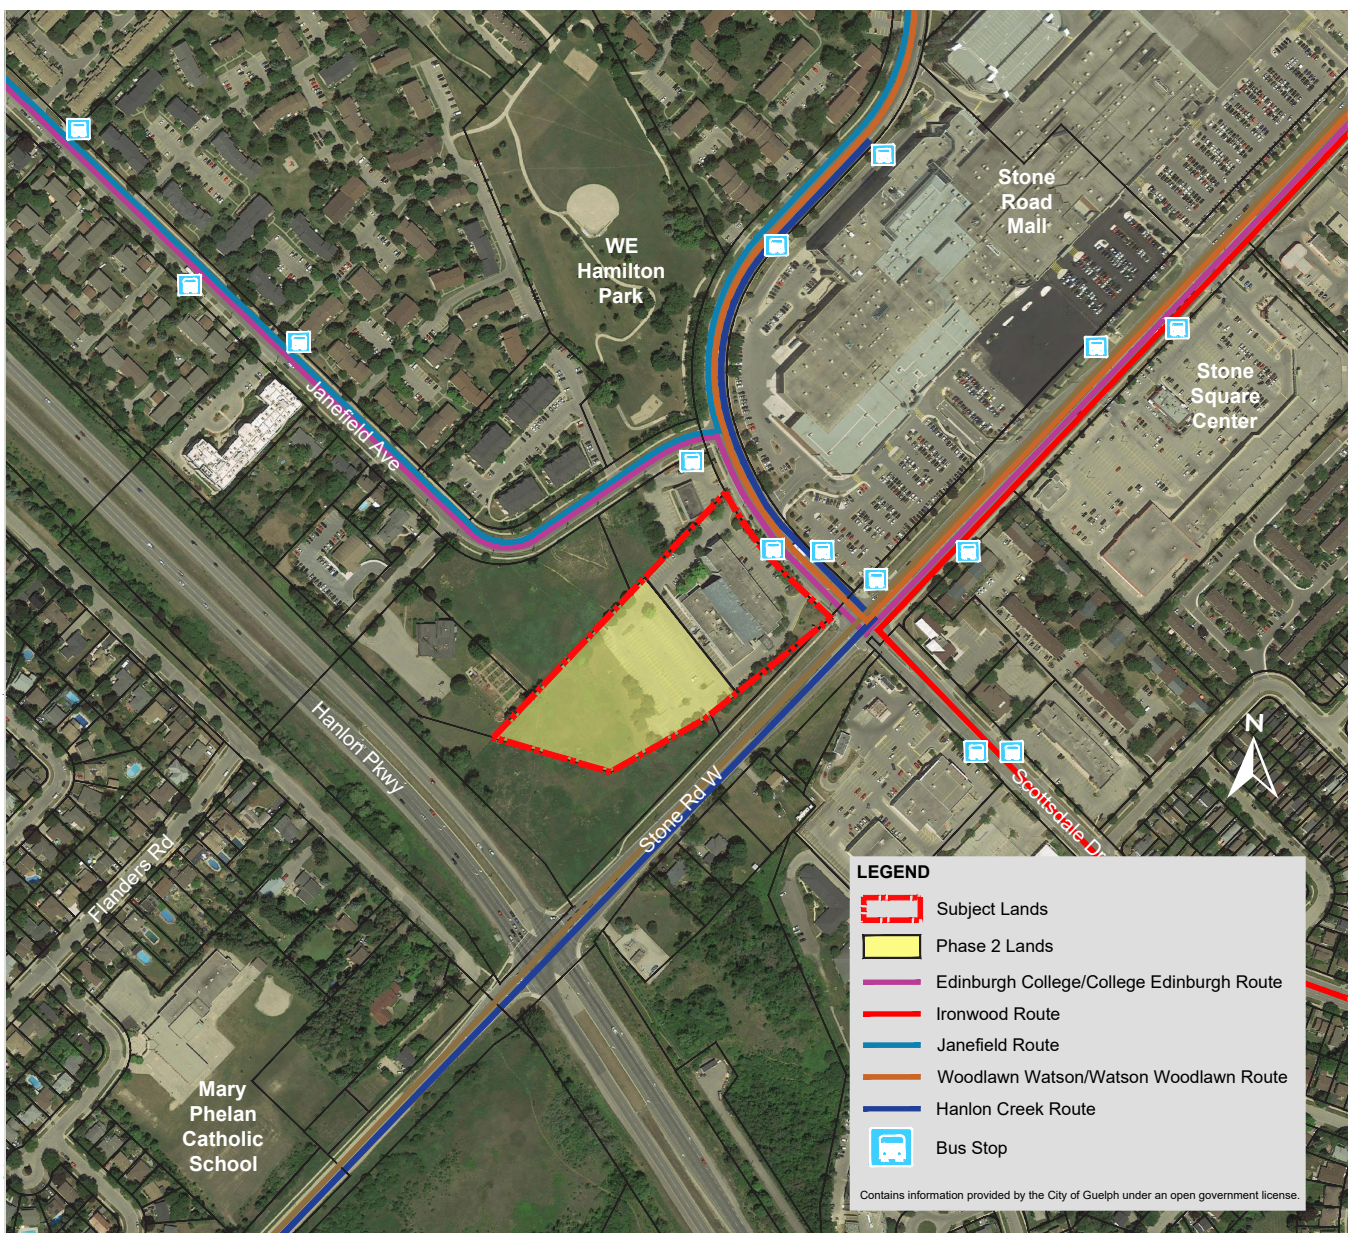 WE
Hamilton
Park
Stone
Road
Mall
Stone
Square
Center
Janefield Ave
Hanlon Pkwy
Stone Rd W
Flanders Rd
N
Scottsdale Dr
Mary
Phelan
Catholic
School
LEGEND
Subject Lands
Phase 2 Lands
Edinburgh College/College Edinburgh Route
Ironwood Route
Janefield Route
Woodlawn Watson/Watson Woodlawn Route
Hanlon Creek Route
Bus Stop
Contains information provided by the City of Guelph under an open government license.